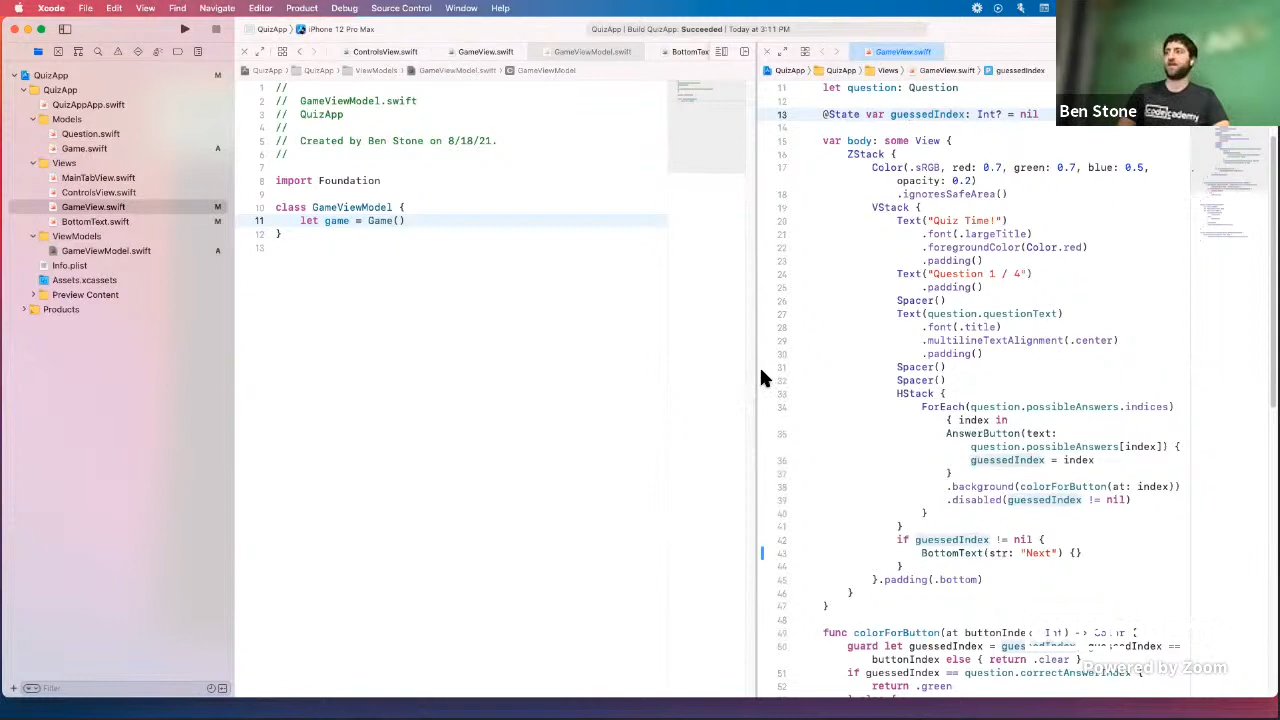 Xcode File Edit View Find Navigate Editor Product Debug Source Control Window Help
QuizApp iPhone 12 Pro Max
QuizApp | Build QuizApp: Succeeded | Today at 3:11 PM
ControlsView.swift GameView.swift GameViewModel.swift BottomTex
GameView.swift
QuizApp QuizApp ViewModels GameViewModel.swift GameViewModel
QuizApp QuizApp Views GameView.swift guessedIndex
QuizApp M
QuizApp
QuizAppApp.swift
Models
Question.swift
Game.swift A
Views
MainTabView.swift
ControlsView.swift
GameView.swift M
BottomText.swift M
ViewModels
GameViewModel.swift A
Info.plist
Assets.xcassets
Preview Content
Products
Filter
1 //
2 // GameViewModel.swift
3 // QuizApp
4 //
5 // Created by Ben Stone on 8/18/21.
6 //
7
8 import Foundation
9
10 class GameViewModel {
11 let game = Game()
12 }
13
11 let question: Question
12
13 @State var guessedIndex: Int? = nil
14
15 var body: some View {
16 ZStack {
17 Color(.sRGB, red: 0.7, green: 0.7, blue: 0.5,
opacity: 0.
18 .ignoresSafeArea()
19 VStack {
20 Text("Quiz Time!")
21 .font(.largeTitle)
22 .foregroundColor(Color.red)
23 .padding()
24 Text("Question 1 / 4")
25 .padding()
26 Spacer()
27 Text(question.questionText)
28 .font(.title)
29 .multilineTextAlignment(.center)
30 .padding()
31 Spacer()
32 Spacer()
33 HStack {
34 ForEach(question.possibleAnswers.indices)
{ index in
35 AnswerButton(text:
question.possibleAnswers[index]) {
36 guessedIndex = index
37 }
38 .background(colorForButton(at: index))
39 .disabled(guessedIndex != nil)
40 }
41 }
42 if guessedIndex != nil {
43 BottomText(str: "Next") {}
44 }
45 }.padding(.bottom)
46 }
47 }
48
49 func colorForButton(at buttonIndex: Int) -> Color {
50 guard let guessedIndex = guessedIndex, guessedIndex ==
buttonIndex else { return .clear }
51 if guessedIndex == question.correctAnswerIndex {
52 return .green
Ben Stone
codecademy
Powered by Zoom